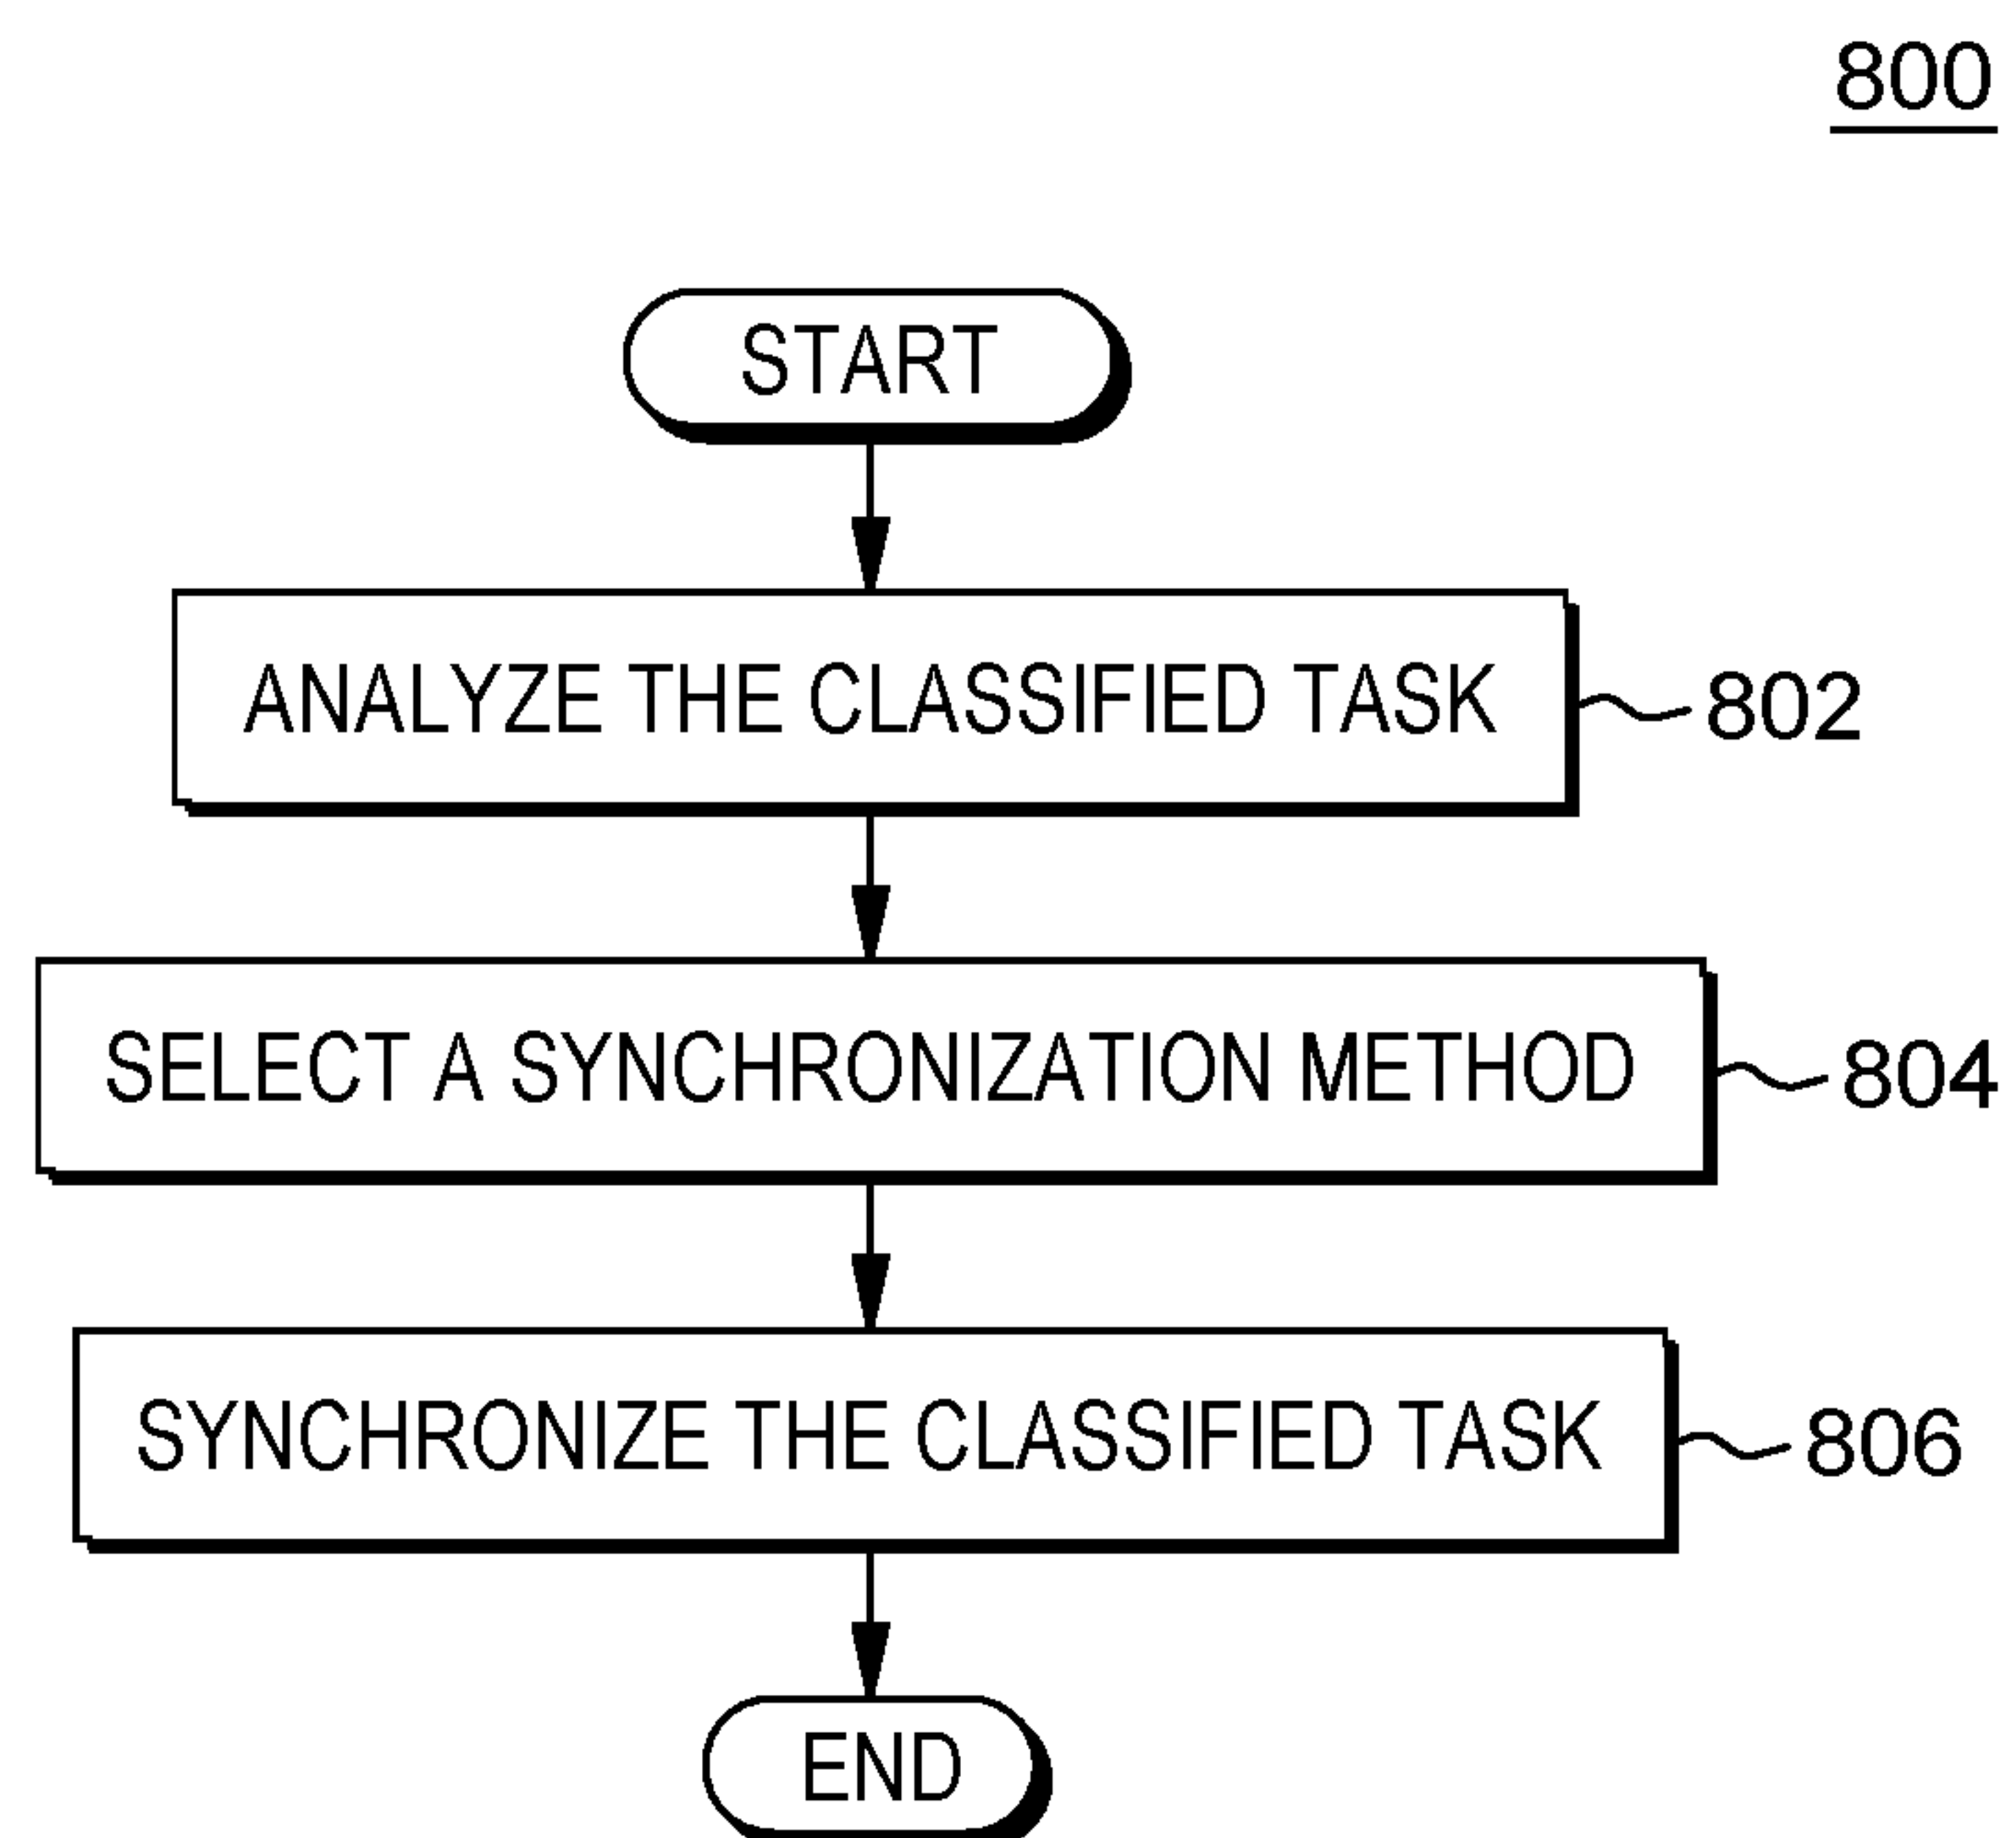 800
START
ANALYZE THE CLASSIFIED TASK
802
SELECT A SYNCHRONIZATION METHOD
804
SYNCHRONIZE THE CLASSIFIED TASK
806
END